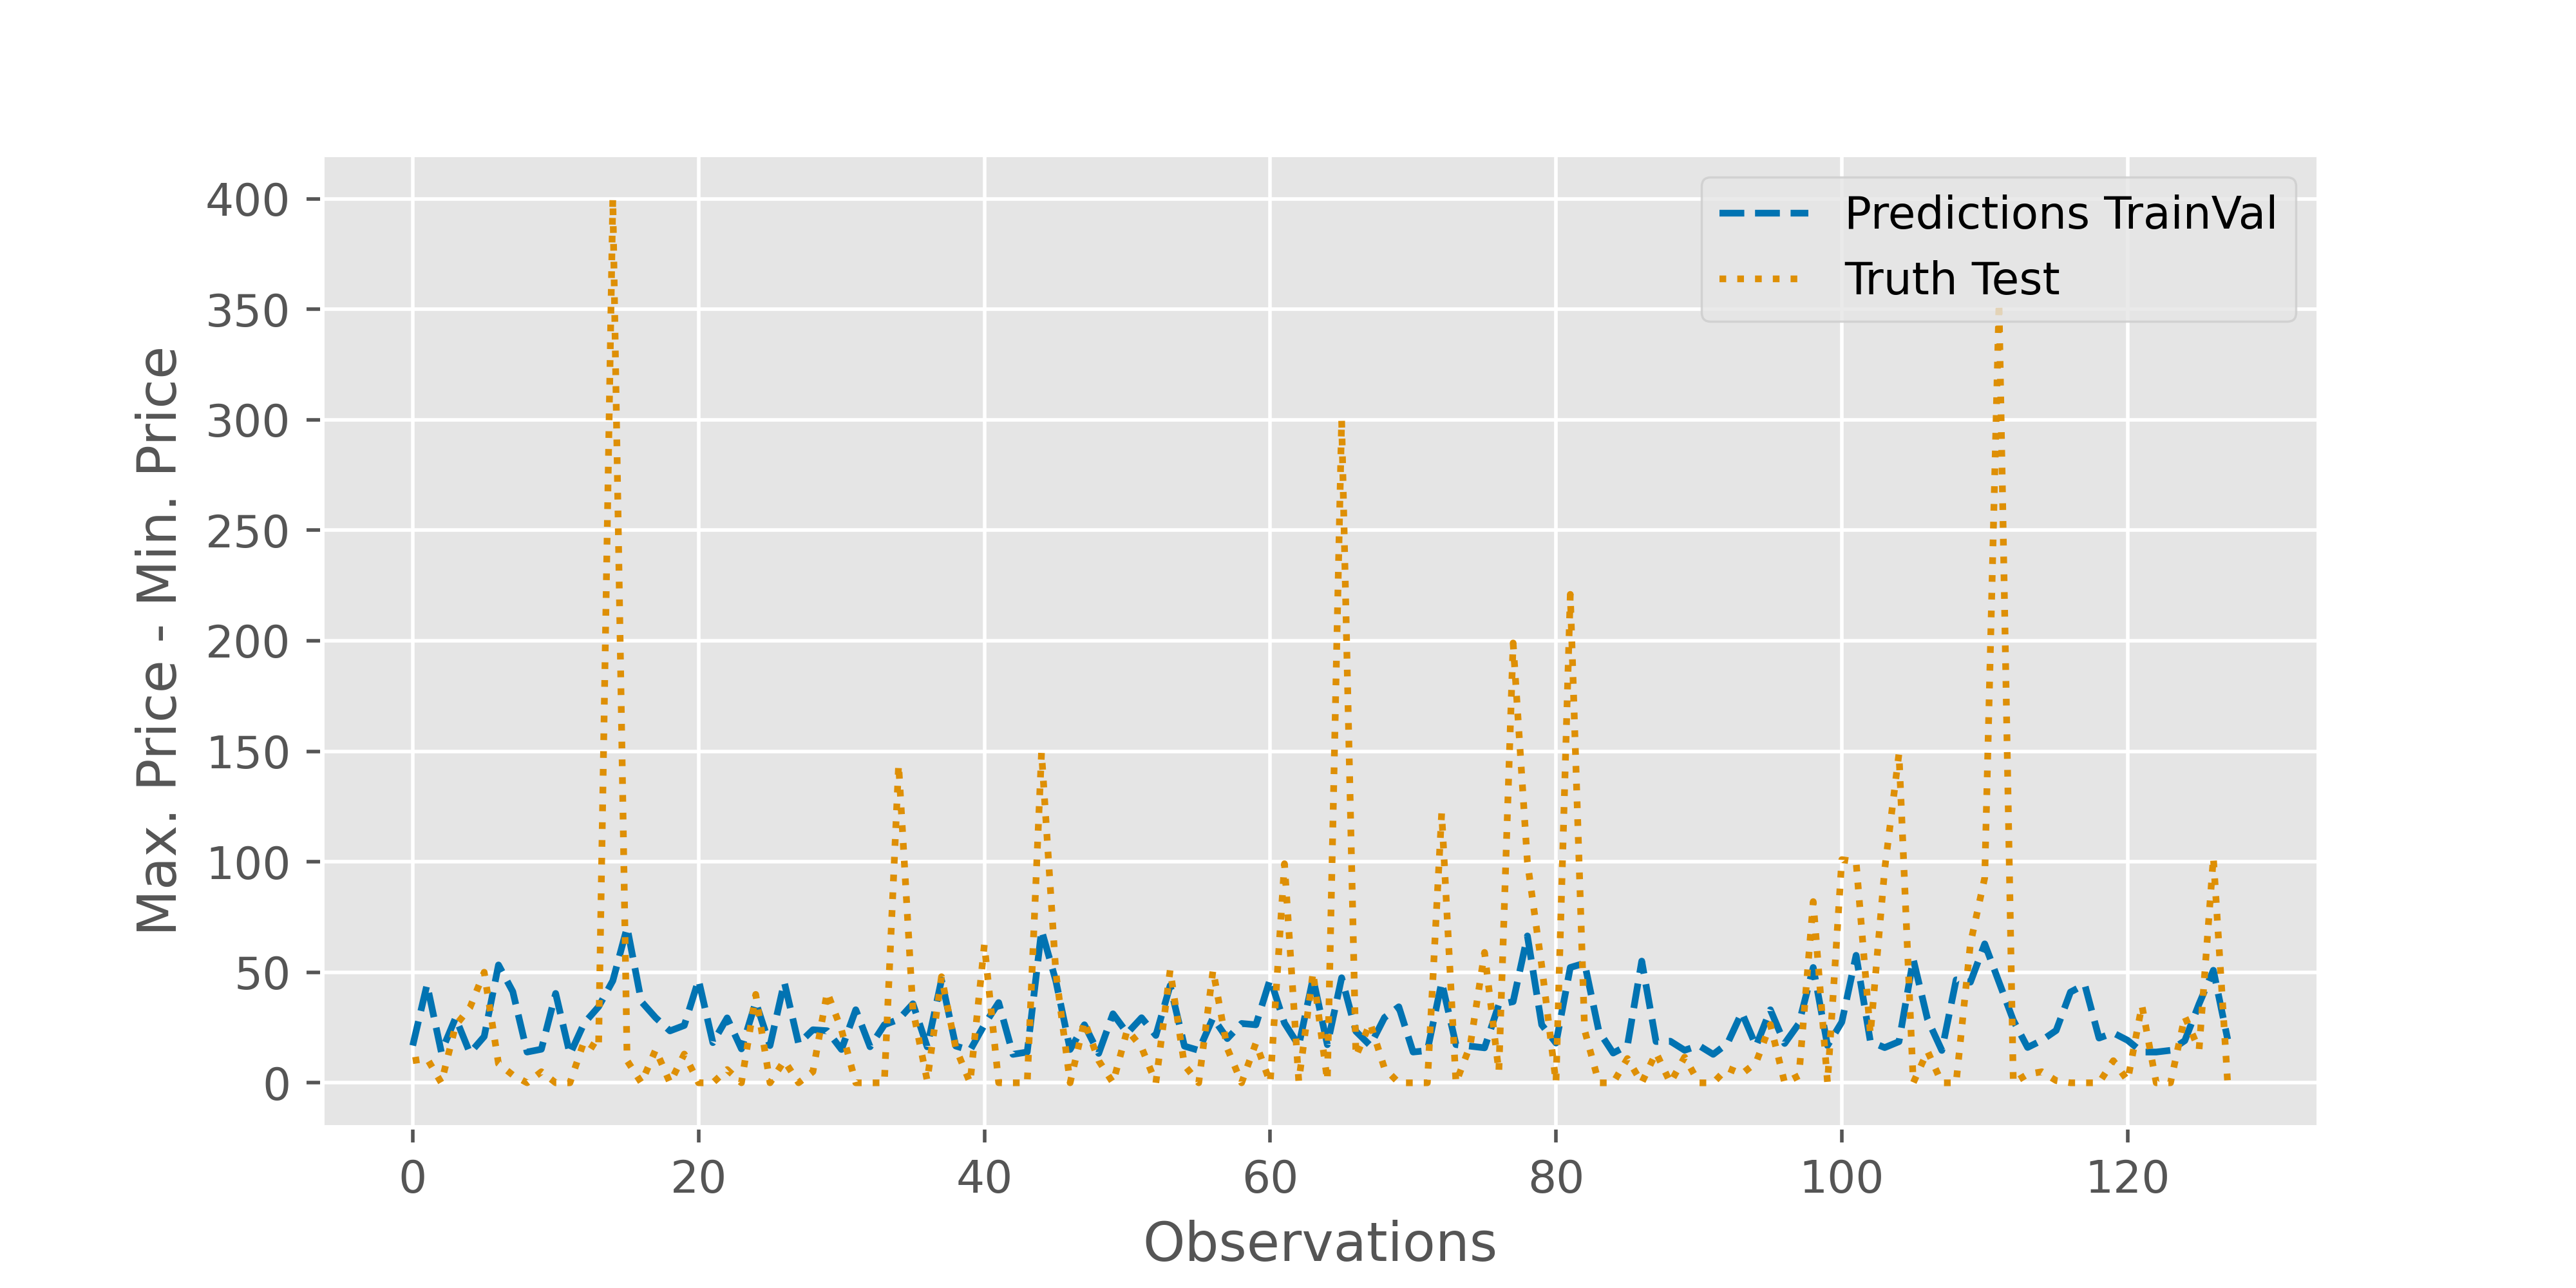 400
350
300
250
200
150
100
50
0
Max. Price - Min. Price
Predictions TrainVal
Truth Test
0 20 40 60 80 100 120
Observations